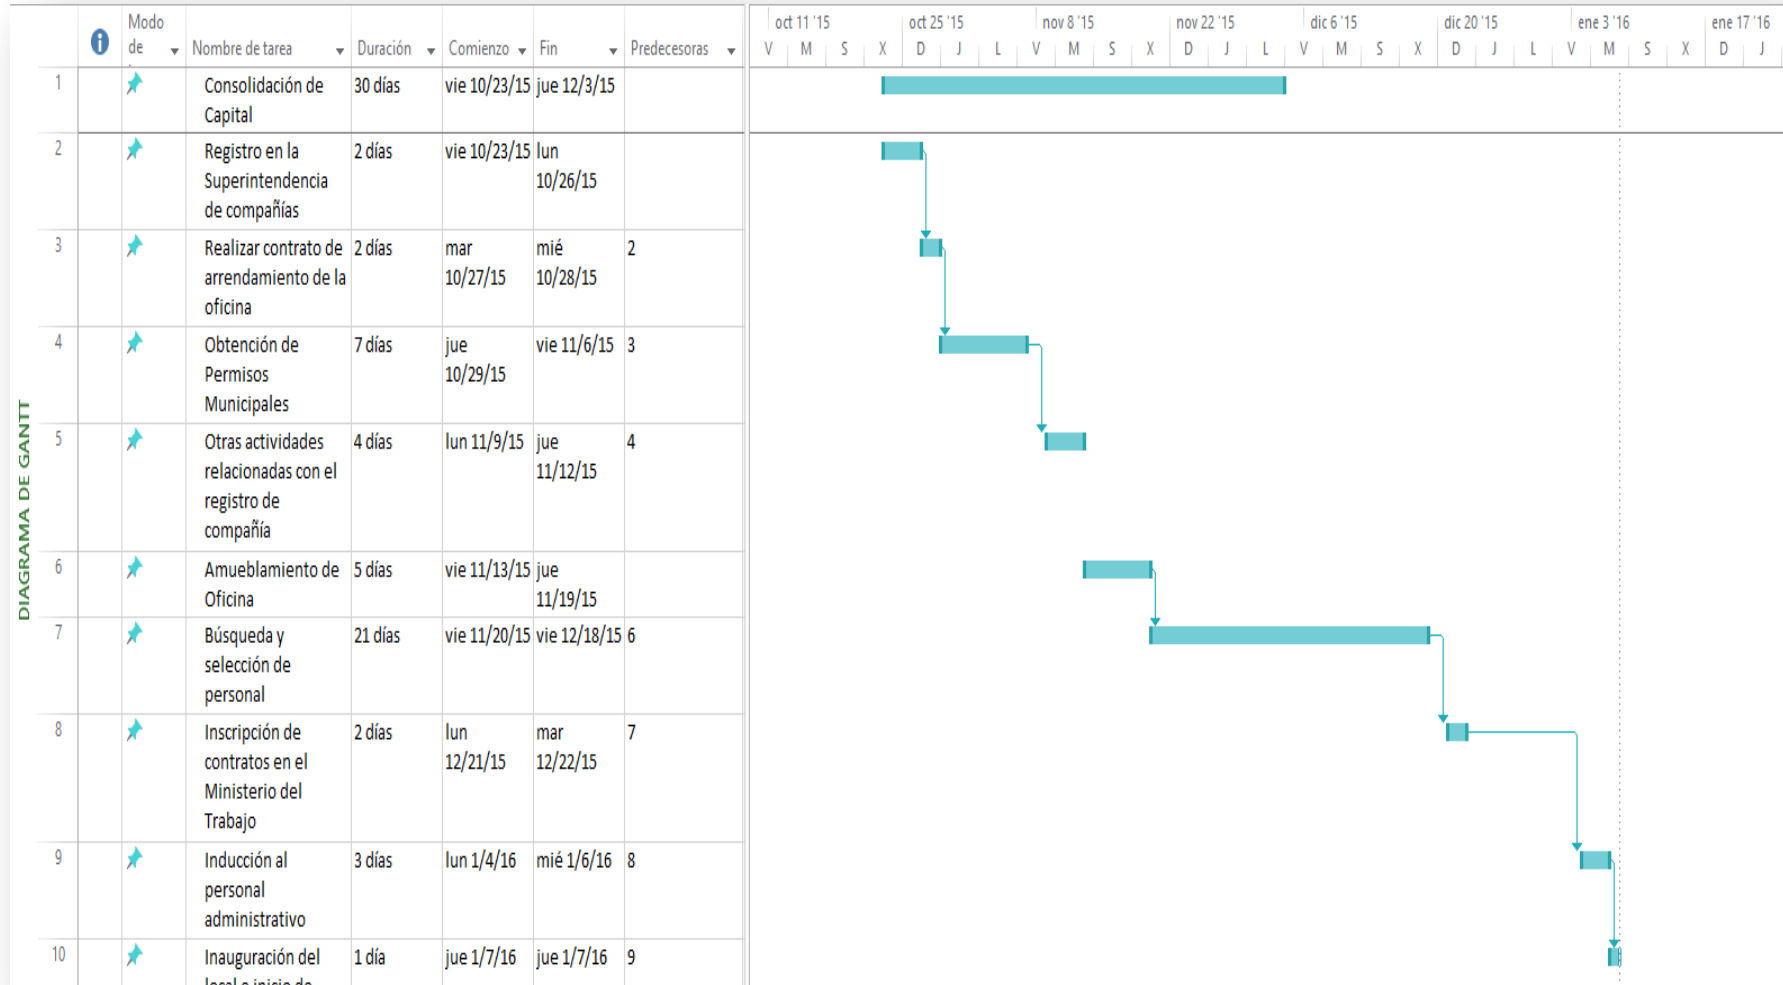 DIAGRAMA DE GANTT
Modo
de
Nombre de tarea Duración Comienzo Fin Predecesoras
oct 11 '15 oct 25 '15 nov 8 '15 nov 22 '15 dic 6 '15 dic 20 '15 ene 3 '16 ene 17 '16
V M S X D J L V M S X D J L V M S X D J L V M S X D J
1 Consolidación de 30 días vie 10/23/15 jue 12/3/15
Capital
2 Registro en la 2 días vie 10/23/15 lun
Superintendencia 10/26/15
de compañías
3 Realizar contrato de 2 días mar mié 2
arrendamiento de la 10/27/15 10/28/15
oficina
4 Obtención de 7 días jue vie 11/6/15 3
Permisos 10/29/15
Municipales
5 Otras actividades 4 días lun 11/9/15 jue 4
relacionadas con el 11/12/15
registro de
compañía
6 Amueblamiento de 5 días vie 11/13/15 jue
Oficina 11/19/15
7 Búsqueda y 21 días vie 11/20/15 vie 12/18/15 6
selección de
personal
8 Inscripción de 2 días lun mar 7
contratos en el 12/21/15 12/22/15
Ministerio del
Trabajo
9 Inducción al 3 días lun 1/4/16 mié 1/6/16 8
personal
administrativo
10 Inauguración del 1 día jue 1/7/16 jue 1/7/16 9